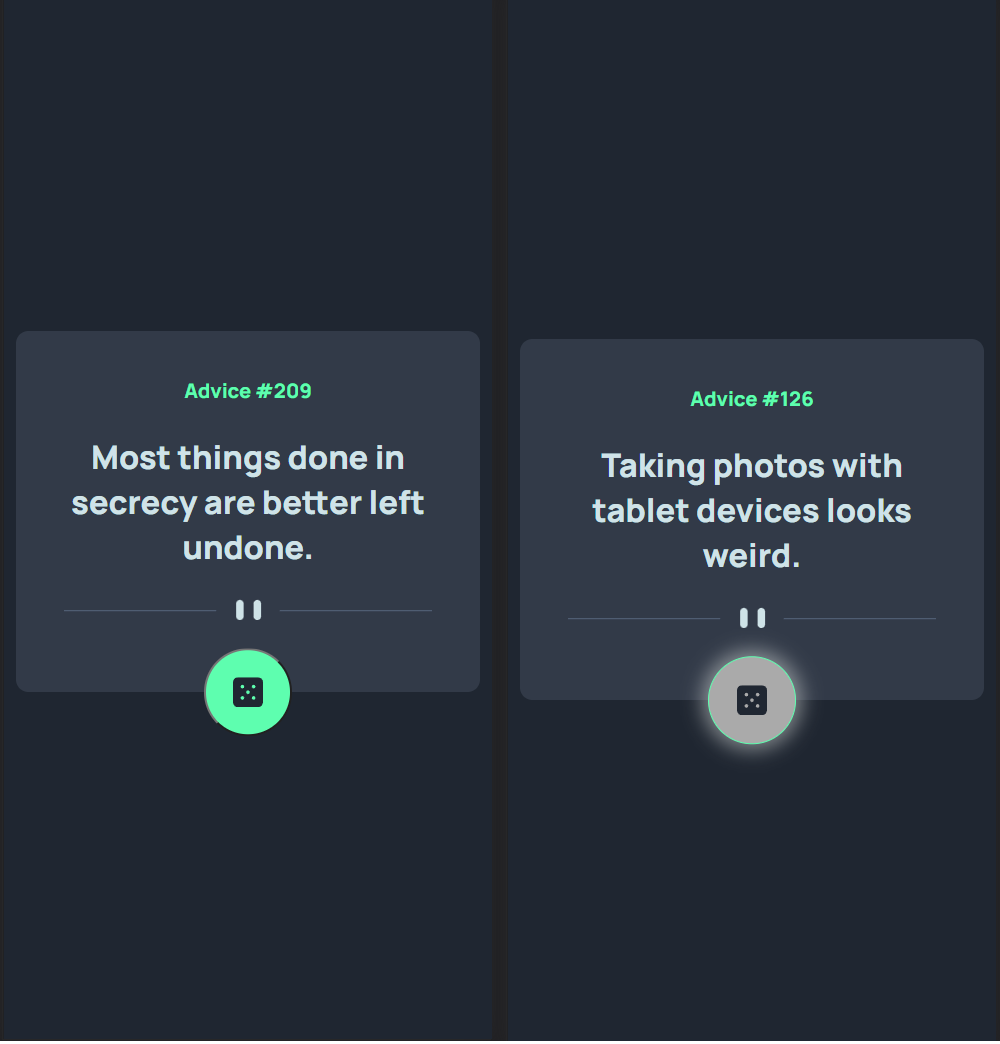 Advice #209
Most things done in
secrecy are better left
undone.
Advice #126
Taking photos with
tablet devices looks
weird.